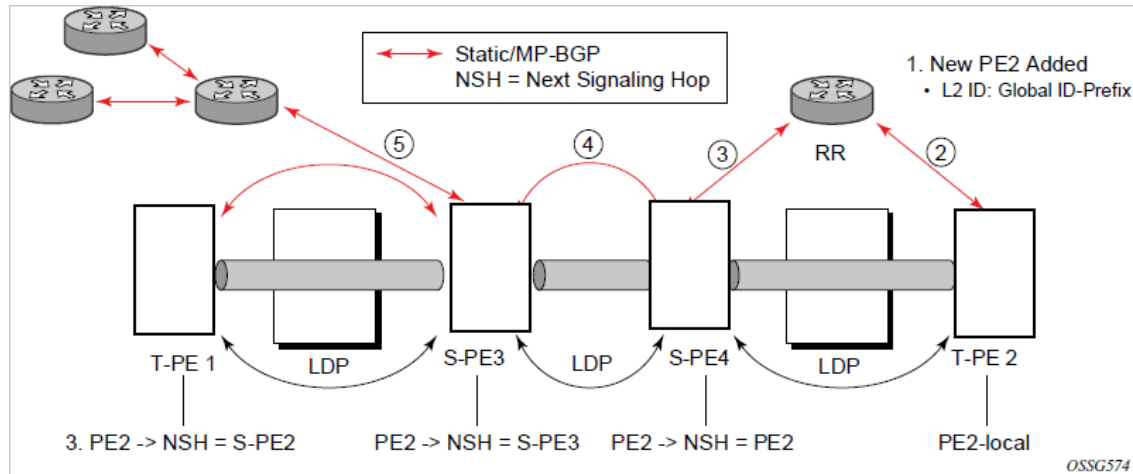 Static/MP-BGP
NSH = Next Signaling Hop
1. New PE2 Added
• L2 ID: Global ID-Prefix
5
4
3
RR
2
T-PE 1
LDP
S-PE3
LDP
S-PE4
LDP
T-PE 2
3. PE2 -> NSH = S-PE2
PE2 -> NSH = S-PE3
PE2 -> NSH = PE2
PE2-local
OSSG574